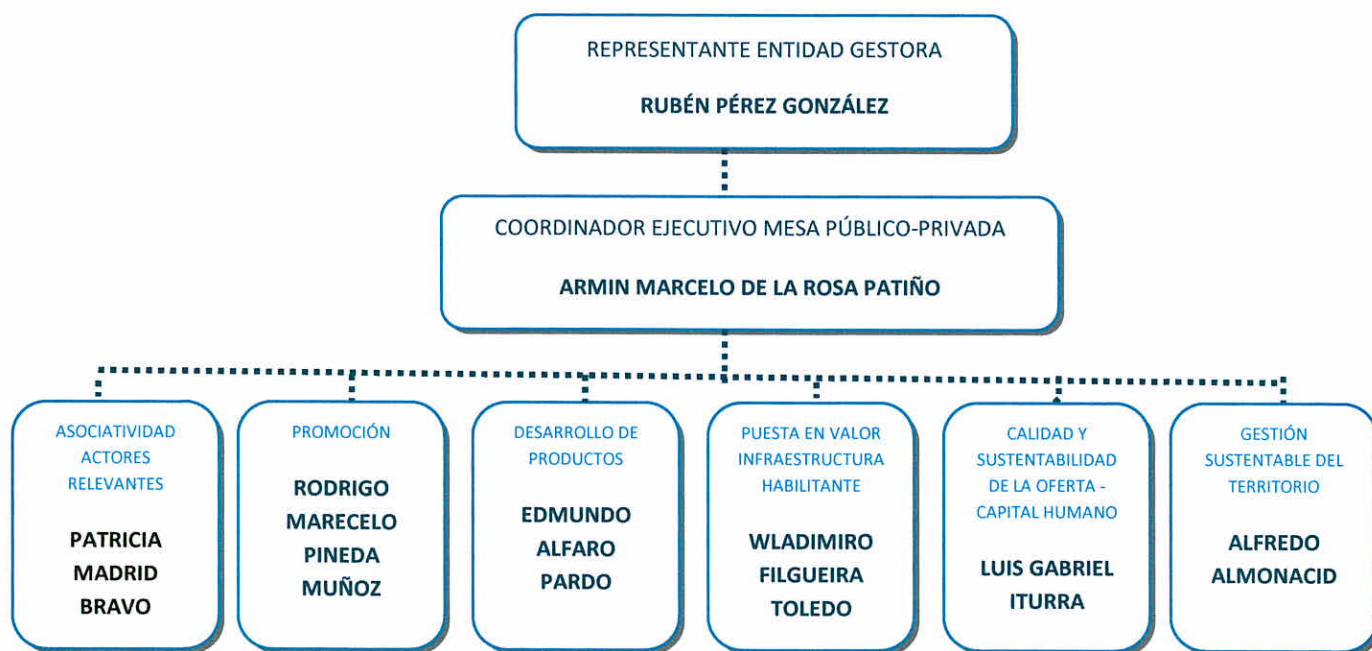 REPRESENTANTE ENTIDAD GESTORA
RUBÉN PÉREZ GONZÁLEZ
COORDINADOR EJECUTIVO MESA PÚBLICO-PRIVADA
ARMIN MARCELO DE LA ROSA PATIÑO
ASOCIATIVIDAD
ACTORES
RELEVANTES
PATRICIA
MADRID
BRAVO
PROMOCIÓN
RODRIGO
MARECELO
PINEDA
MUÑOZ
DESARROLLO DE
PRODUCTOS
EDMUNDO
ALFARO
PARDO
PUESTA EN VALOR
INFRAESTRUCTURA
HABILITANTE
WLADIMIRO
FILGUEIRA
TOLEDO
CALIDAD Y
SUSTENTABILIDAD
DE LA OFERTA -
CAPITAL HUMANO
LUIS GABRIEL
ITURRA
GESTIÓN
SUSTENTABLE DEL
TERRITORIO
ALFREDO
ALMONACID